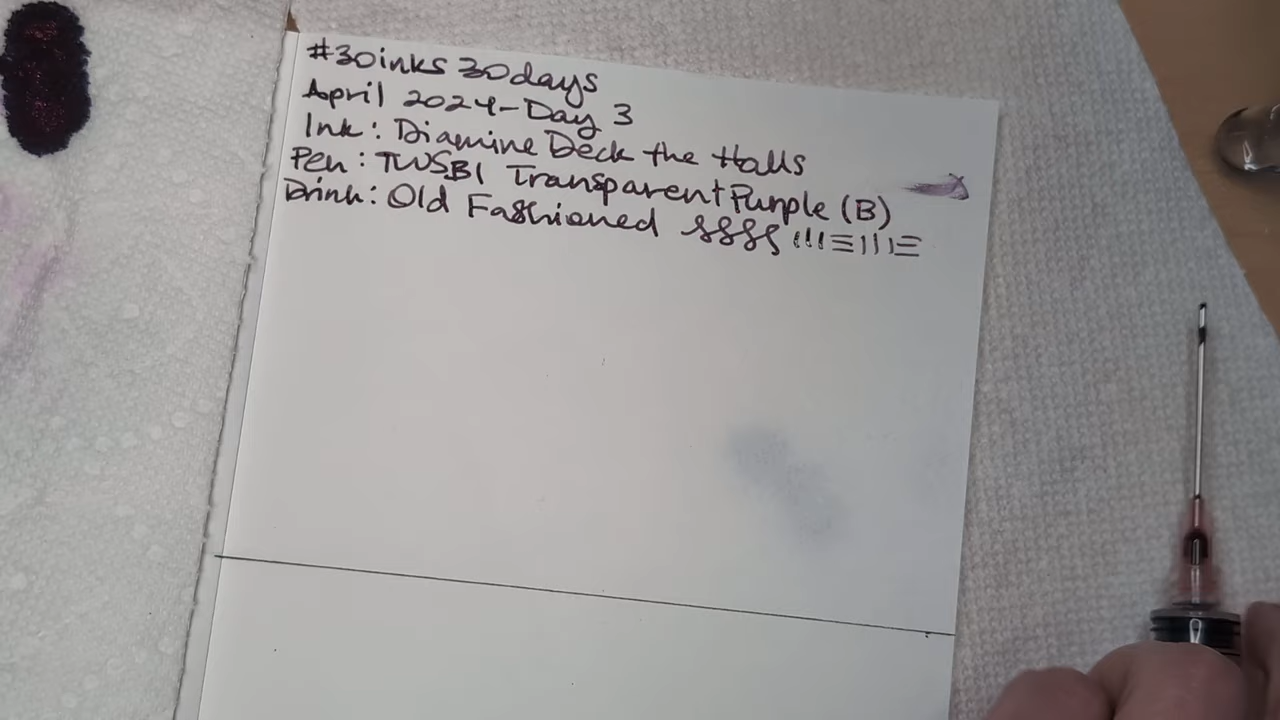 #30inks30days
April 2024-Day 3
Ink: Diamine Deck the Halls
Pen: TWSBI Transparent Purple (B)
Drink: Old Fashioned